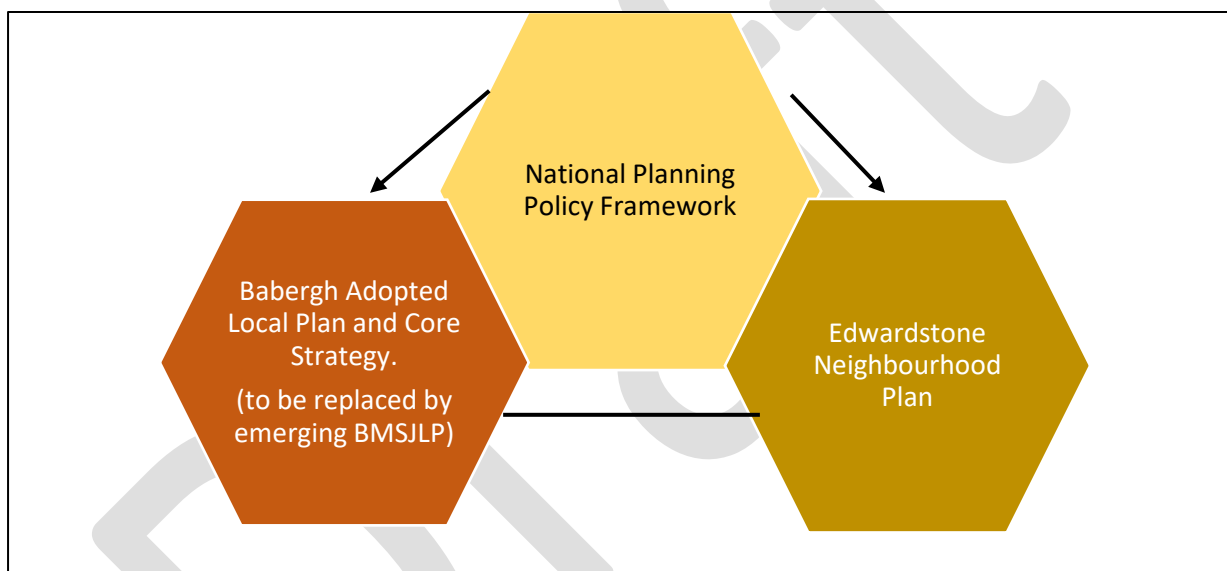 National Planning
Policy Framework
Babergh Adopted
Local Plan and Core
Strategy.
(to be replaced by
emerging BMSJLP)
Edwardstone
Neighbourhood
Plan